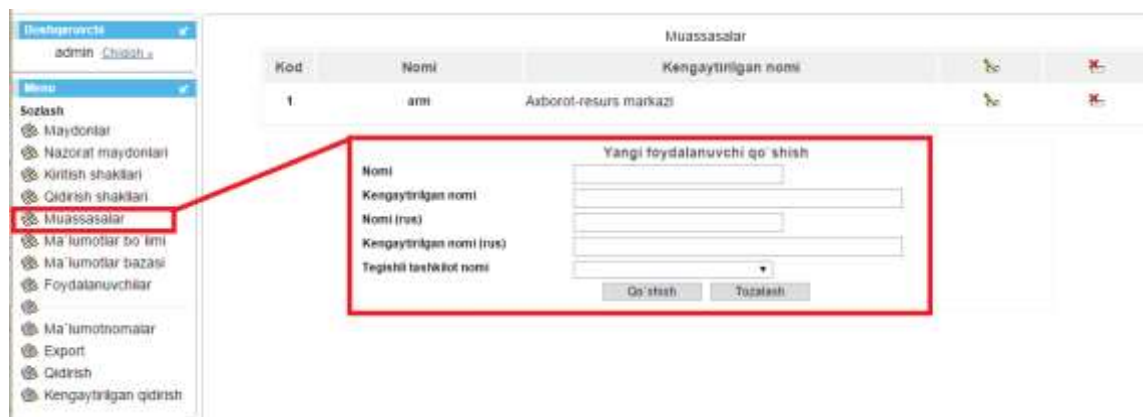 Boshqaruvchi
admin Chiqish »
Menu
Sozlash
Maydonlar
Nazorat maydonlari
Kiritish shakllari
Qidirish shakllari
Muassasalar
Ma`lumotlar bo`limi
Ma`lumotlar bazasi
Foydalanuvchilar
Ma`lumotnomalar
Export
Qidirish
Kengaytirilgan qidirish
Muassasalar
Kod Nomi Kengaytirilgan nomi
1 arm Axborot-resurs markazi
Yangi foydalanuvchi qo`shish
Nomi
Kengaytirilgan nomi
Nomi (rus)
Kengaytirilgan nomi (rus)
Tegishli tashkilot nomi
Qo`shish Tozalash